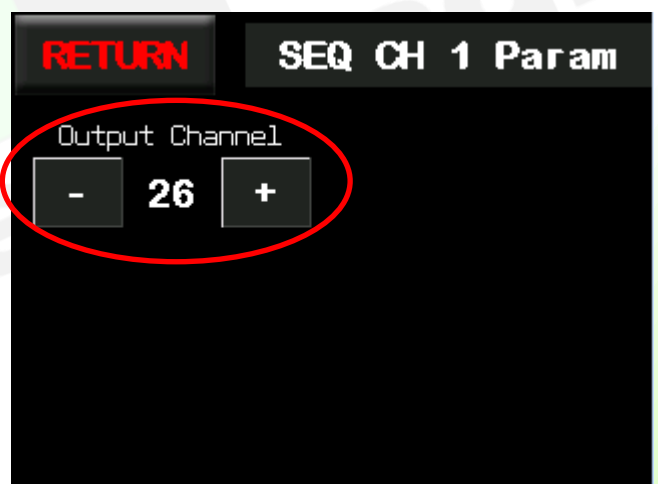 RETURN SEQ CH 1 Param
Output Channel
- 26 +